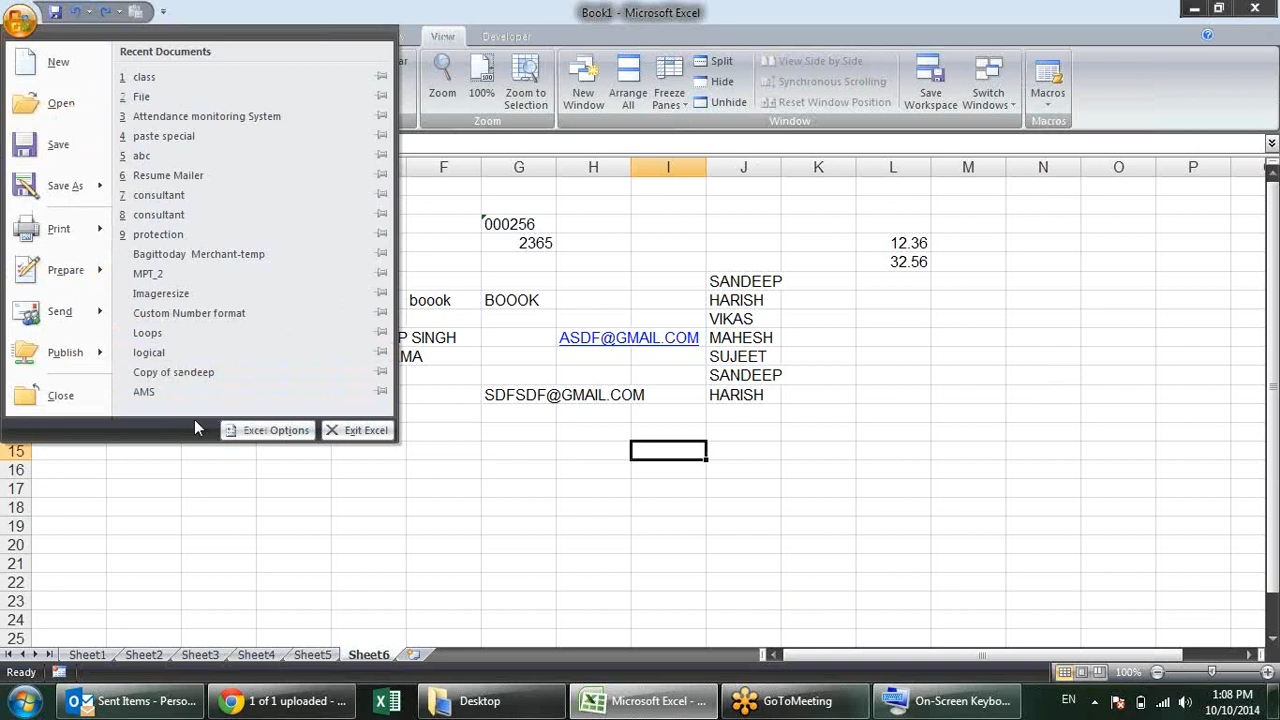 Book1 - Microsoft Excel
View
Developer
Recent Documents
New
Open
Save
Save As
Print
Prepare
Send
Publish
Close
1 class
2 File
3 Attendance monitoring System
4 paste special
5 abc
6 Resume Mailer
7 consultant
8 consultant
9 protection
Bagittoday Merchant-temp
MPT_2
Imageresize
Custom Number format
Loops
logical
Copy of sandeep
AMS
Excel Options
Exit Excel
ar
Zoom
100%
Zoom to Selection
Zoom
New Window
Arrange All
Freeze Panes
Split
Hide
Unhide
View Side by Side
Synchronous Scrolling
Reset Window Position
Window
Save Workspace
Switch Windows
Macros
Macros
F G H I J K L M N O P
000256
2365
12.36
32.56
SANDEEP
boook BOOOK HARISH
VIKAS
P SINGH ASDF@GMAIL.COM MAHESH
MA SUJEET
SANDEEP
SDFSDF@GMAIL.COM HARISH
15
16
17
18
19
20
21
22
23
24
25
Sheet1 Sheet2 Sheet3 Sheet4 Sheet5 Sheet6
Ready
100%
Sent Items - Perso...
1 of 1 uploaded - ...
Desktop
Microsoft Excel - ...
GoToMeeting
On-Screen Keybo...
EN
1:08 PM
10/10/2014